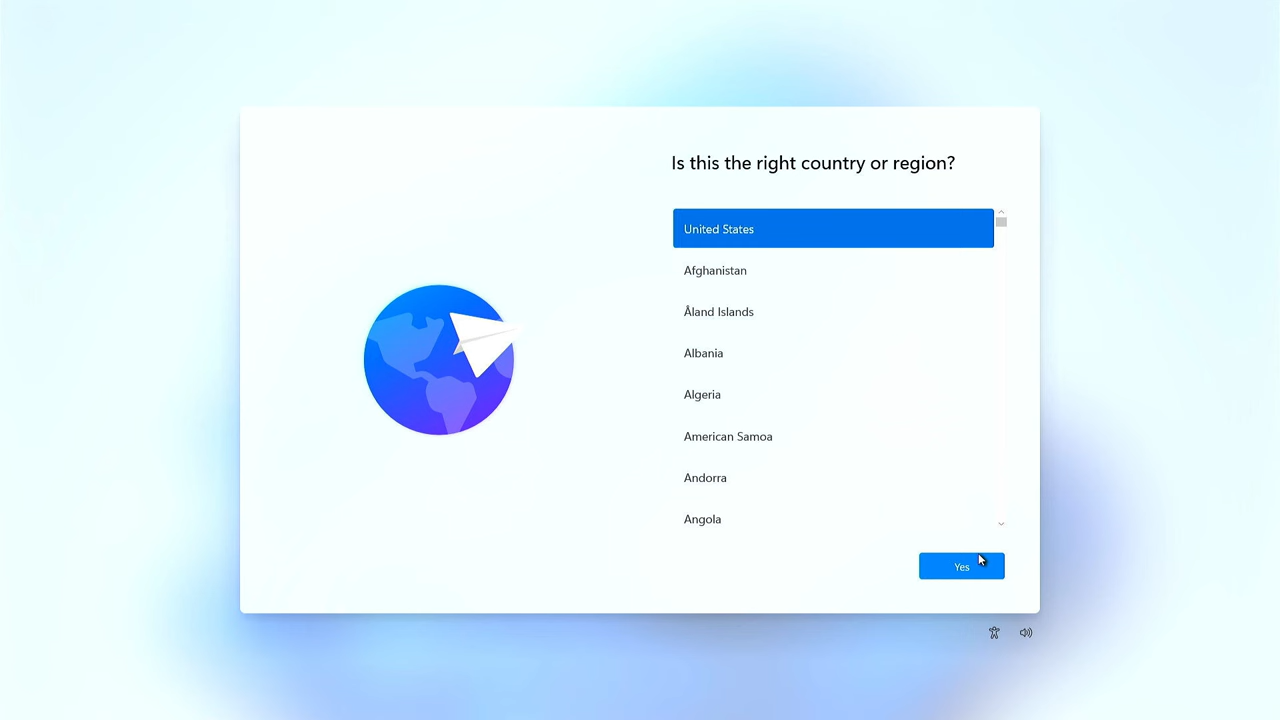 Is this the right country or region?
United States
Afghanistan
Åland Islands
Albania
Algeria
American Samoa
Andorra
Angola
Yes